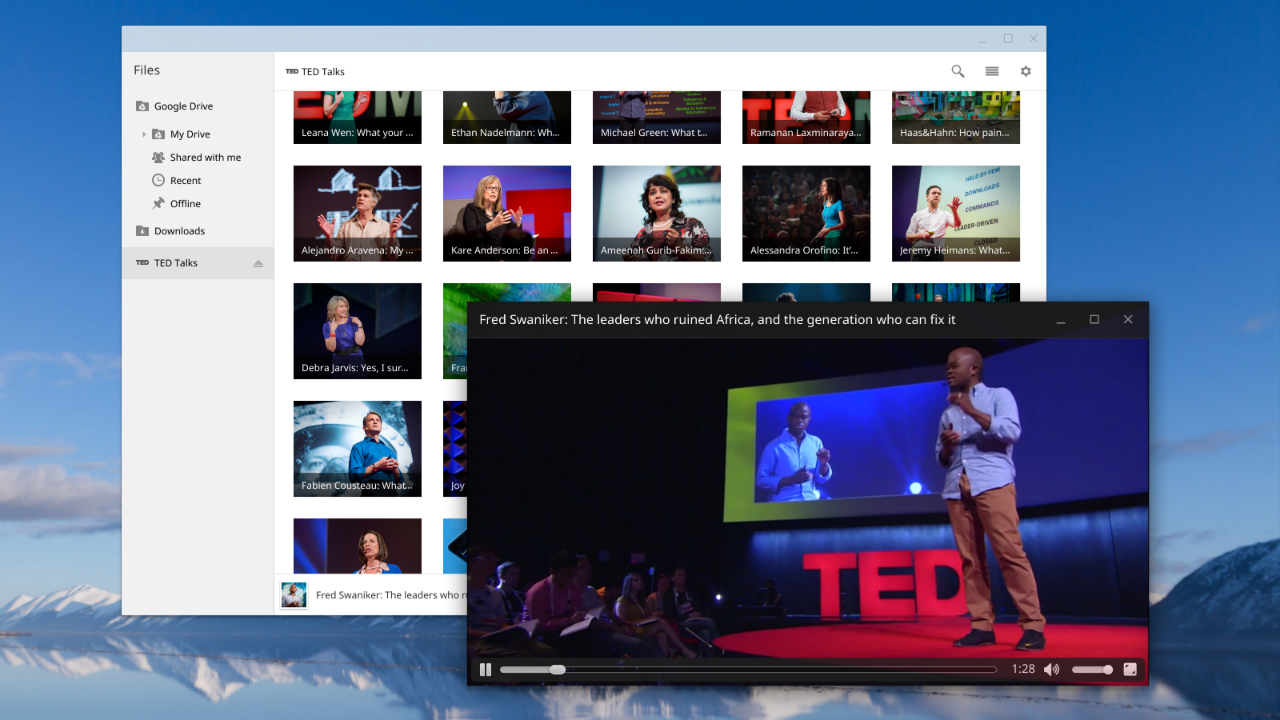 Files
TED TED Talks
Google Drive
My Drive
Shared with me
Recent
Offline
Downloads
TED TED Talks
Leana Wen: What your ...
Ethan Nadelmann: Wh...
Michael Green: What t...
Ramanan Laxminaraya...
Haas&Hahn: How pain...
HELD BY FEW
DOWNLOADS
COMMANDS
LEADER-DRIVEN
CLOSED
Alejandro Aravena: My ...
Kare Anderson: Be an ...
Ameenah Gurib-Fakim:...
Alessandra Orofino: It'...
Jeremy Heimans: What...
Debra Jarvis: Yes, I sur...
Fra
Fabien Cousteau: What...
Joy
Fred Swaniker: The leaders who r
Fred Swaniker: The leaders who ruined Africa, and the generation who can fix it
TED
1:28